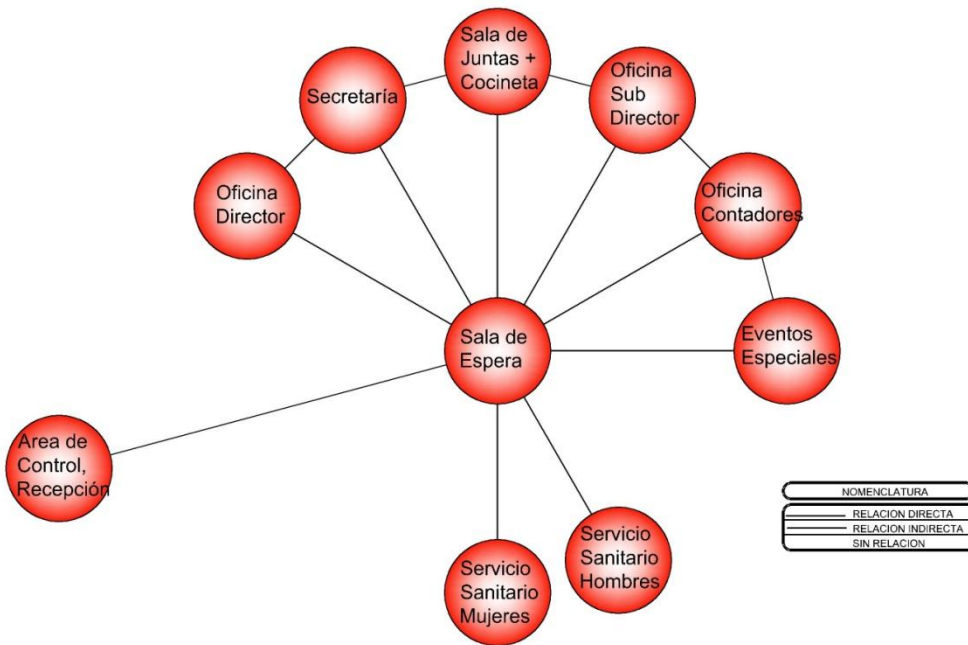 Sala de
Juntas +
Cocineta
Secretaría
Oficina
Sub
Director
Oficina
Director
Oficina
Contadores
Sala de
Espera
Eventos
Especiales
Area de
Control,
Recepción
Servicio
Sanitario
Mujeres
Servicio
Sanitario
Hombres
NOMENCLATURA
RELACION DIRECTA
RELACION INDIRECTA
SIN RELACION